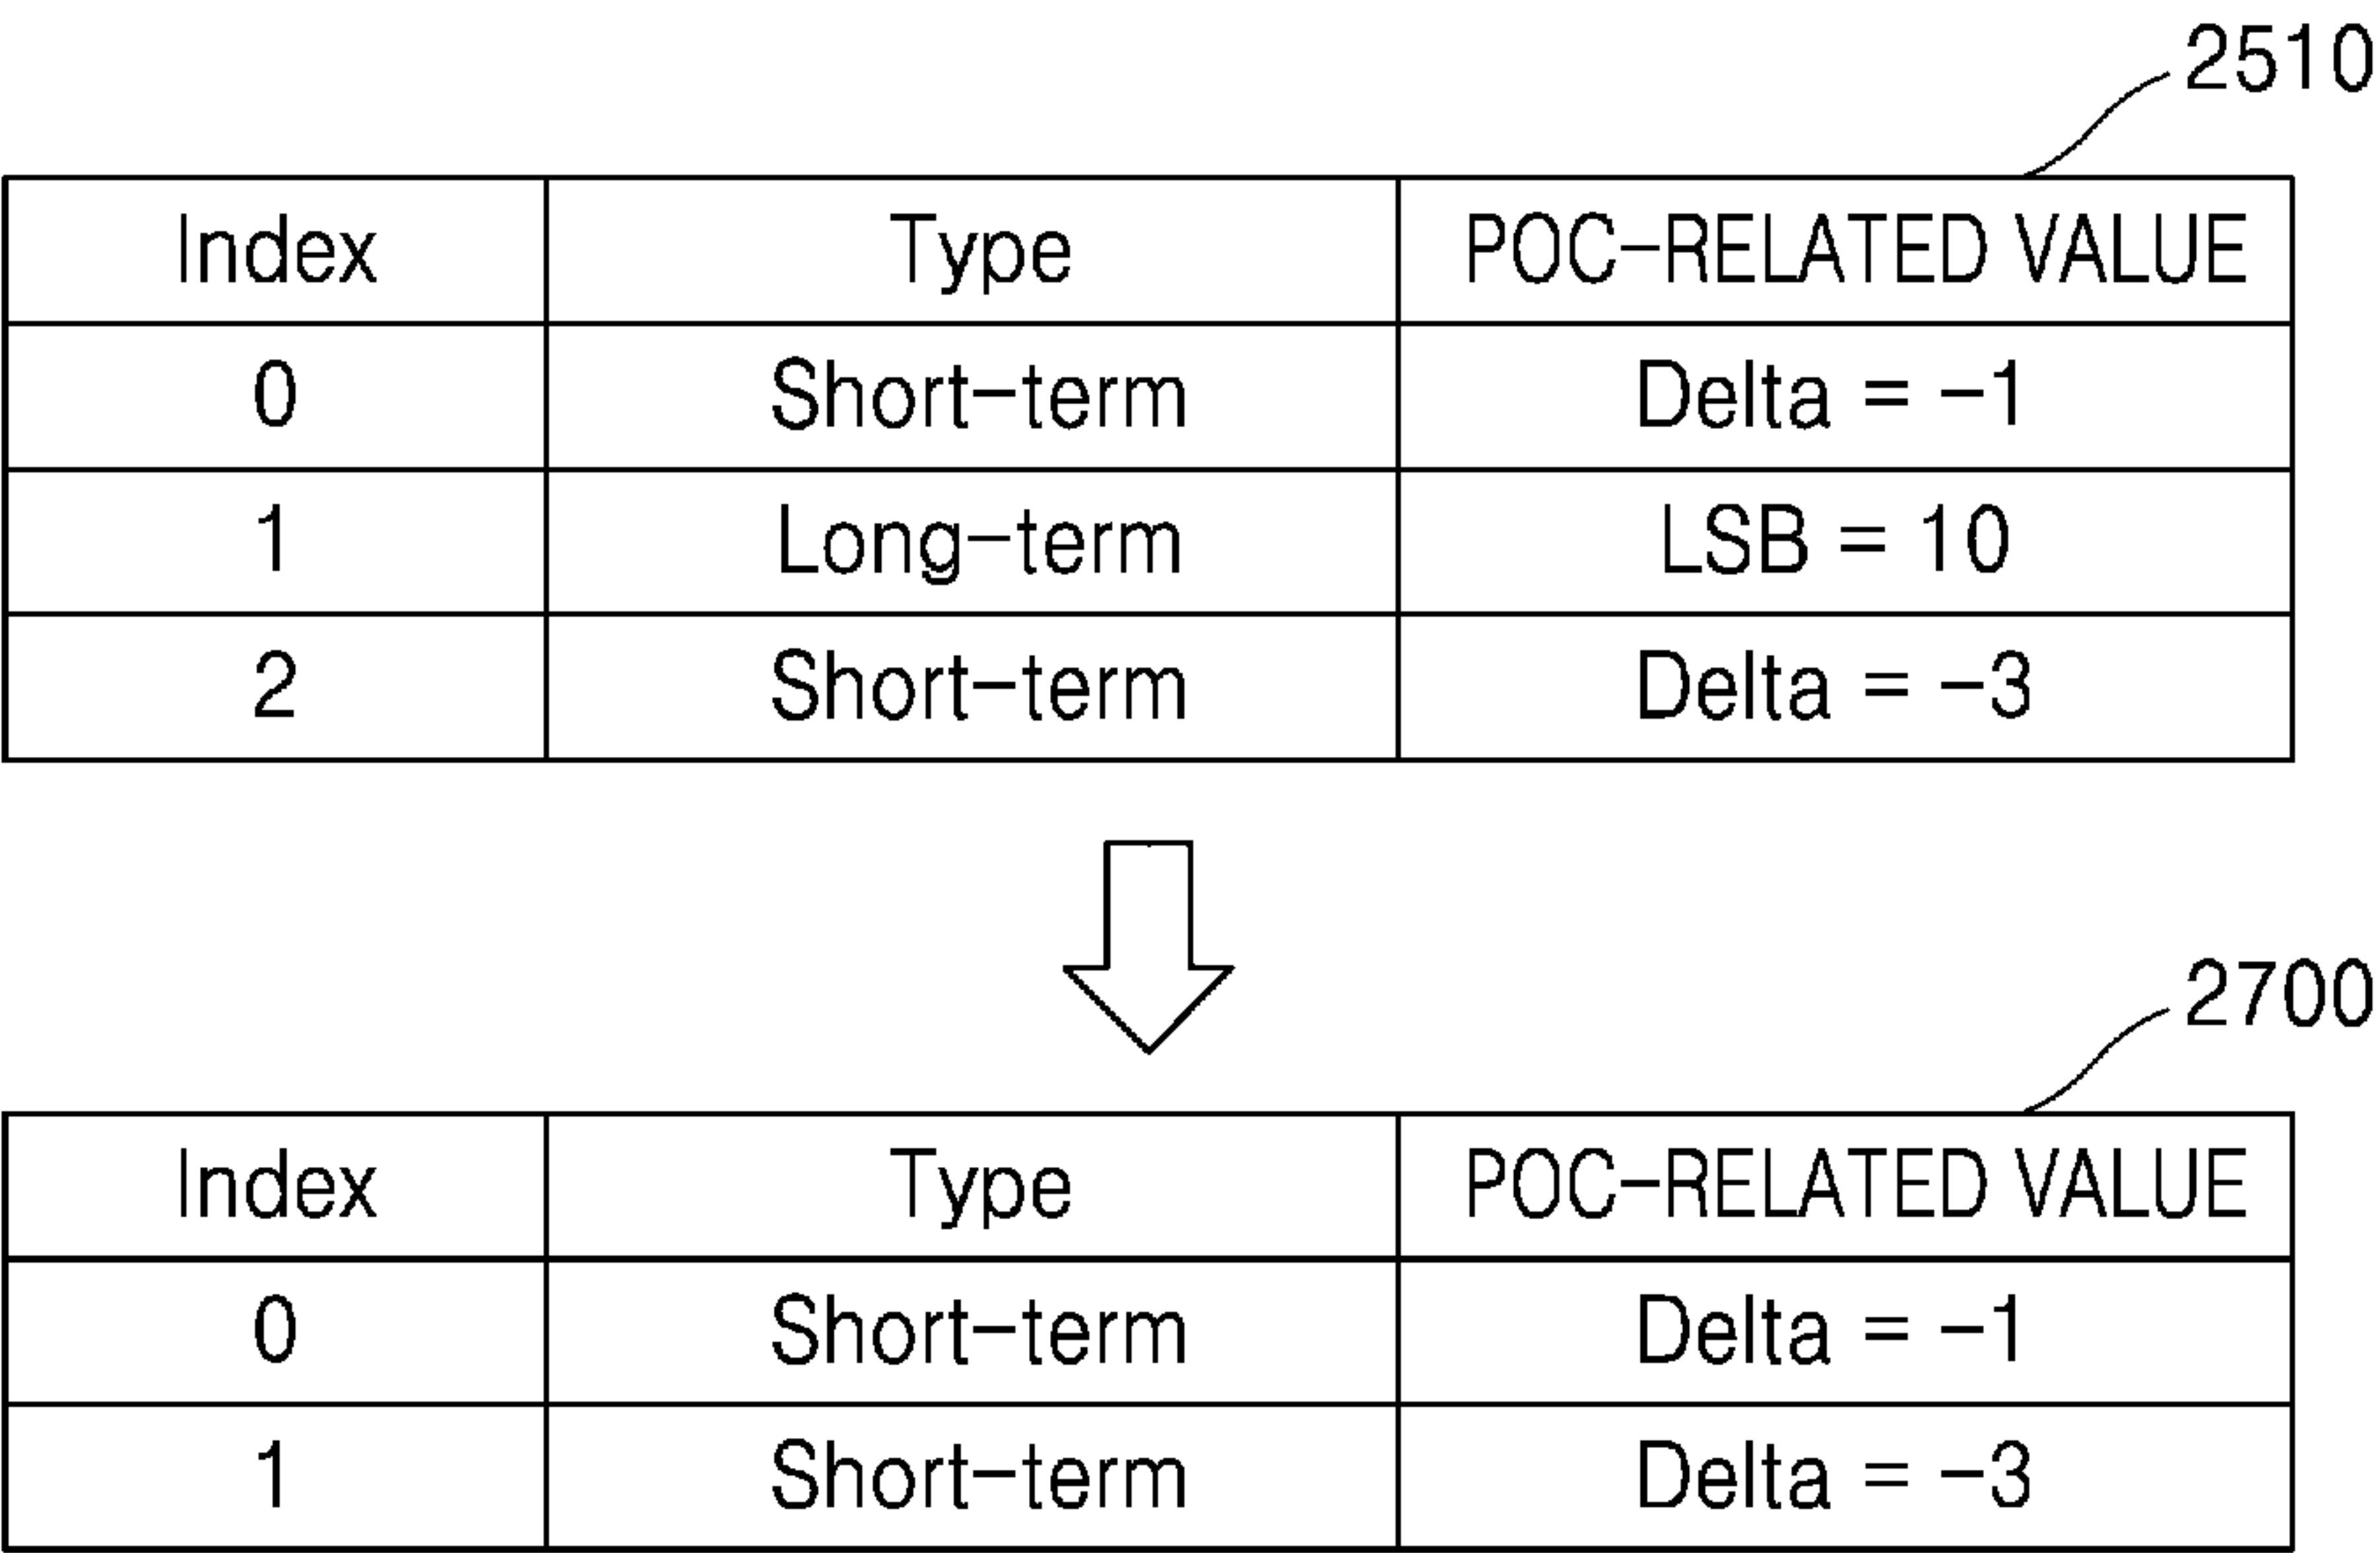 2510
Index Type POC-RELATED VALUE
0 Short-term Delta = -1
1 Long-term LSB = 10
2 Short-term Delta = -3
2700
Index Type POC-RELATED VALUE
0 Short-term Delta = -1
1 Short-term Delta = -3